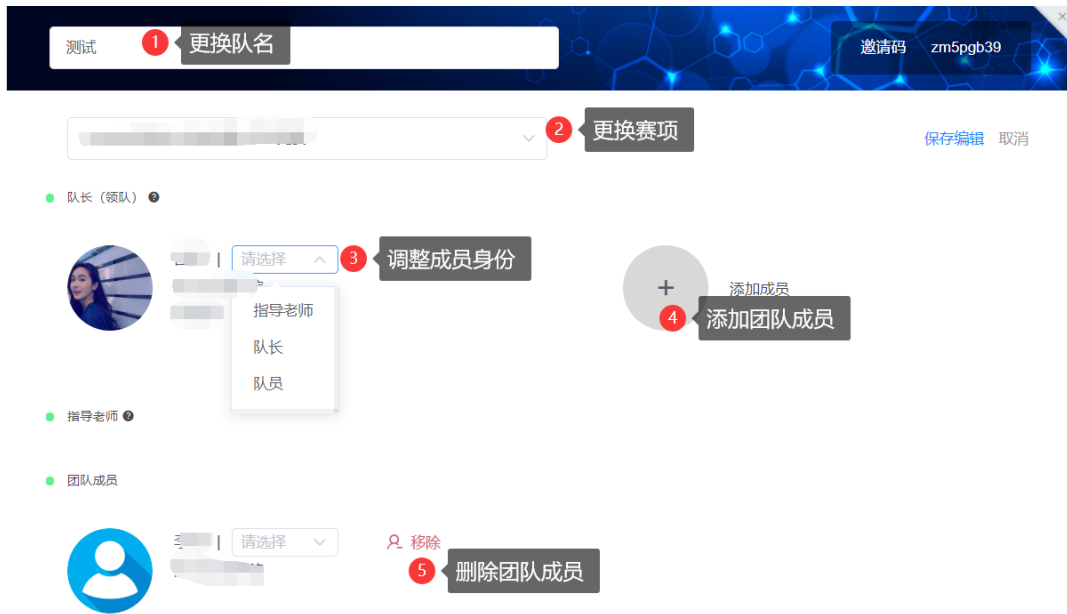 测试
1 更换队名
邀请码 zm5pgb39
2 更换赛项
保存编辑 取消
队长（领队）
| 请选择
3 调整成员身份
指导老师
队长
队员
添加成员
4 添加团队成员
指导老师
团队成员
李 | 请选择
移除
5 删除团队成员